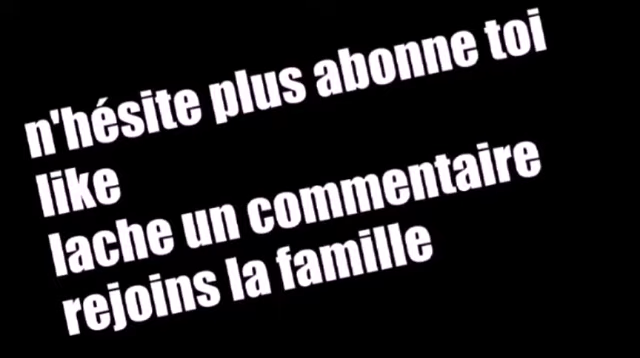 n'hésite plus abonne toi
like
lache un commentaire
rejoins la famille